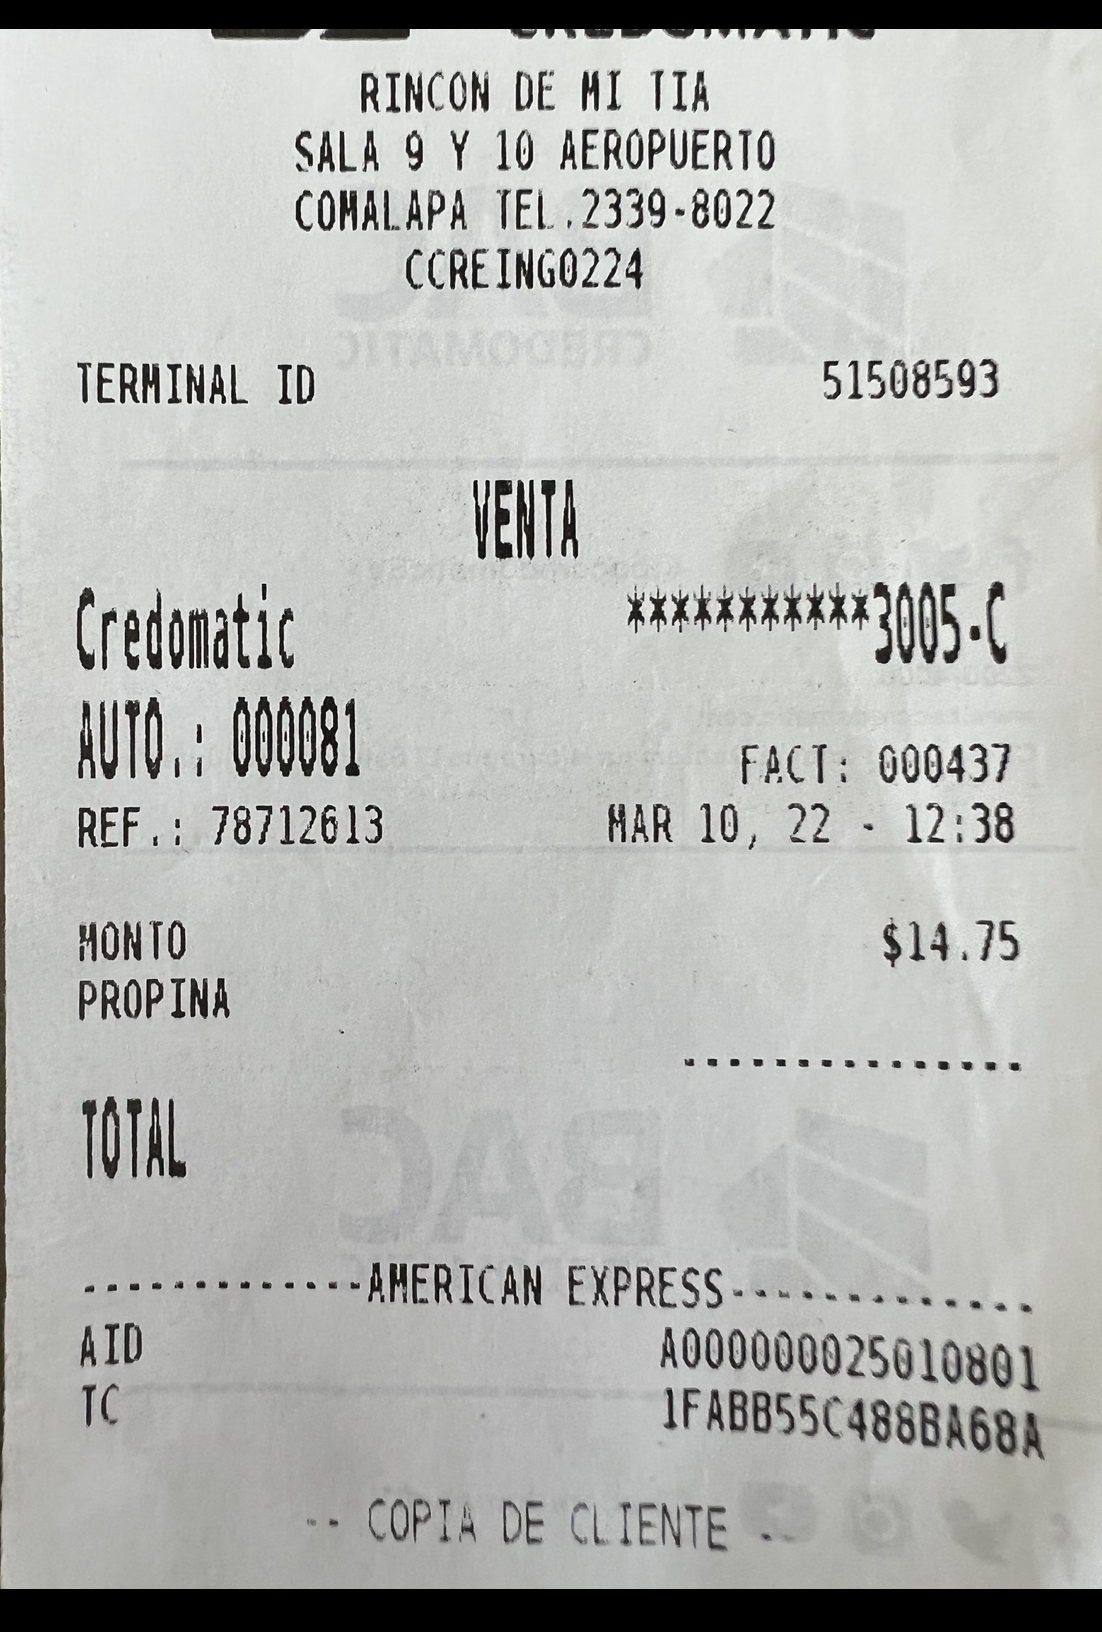 CREDOMATIC
RINCON DE MI TIA
SALA 9 Y 10 AEROPUERTO
COMALAPA TEL.2339-8022
CCREING0224
TERMINAL ID 51508593
VENTA
Credomatic ***********3005-C
AUTO.: 000081
FACT: 000437
REF.: 78712613 MAR 10, 22 - 12:38
MONTO $14.75
PROPINA
---------------
TOTAL
-------------AMERICAN EXPRESS-------------
AID A000000025010801
TC 1FABB55C488BA68A
-- COPIA DE CLIENTE --